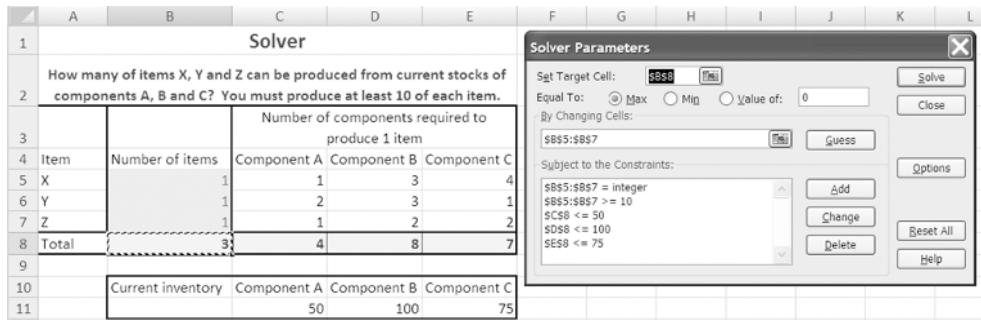 A B C D E F G H I J K L
1 Solver
2 How many of items X, Y and Z can be produced from current stocks of
components A, B and C? You must produce at least 10 of each item.
3 Number of components required to
produce 1 item
4 Item Number of items Component A Component B Component C
5 X 1 1 3 4
6 Y 1 2 3 1
7 Z 1 1 2 2
8 Total 3 4 8 7
9
10 Current inventory Component A Component B Component C
11 50 100 75
Solver Parameters
Set Target Cell: $B$8 Solve
Equal To: Max Min Value of: 0 Close
By Changing Cells:
$B$5:$B$7 Guess
Subject to the Constraints: Options
$B$5:$B$7 = integer Add
$B$5:$B$7 >= 10
$C$8 <= 50 Change
$D$8 <= 100 Reset All
$E$8 <= 75 Delete
Help